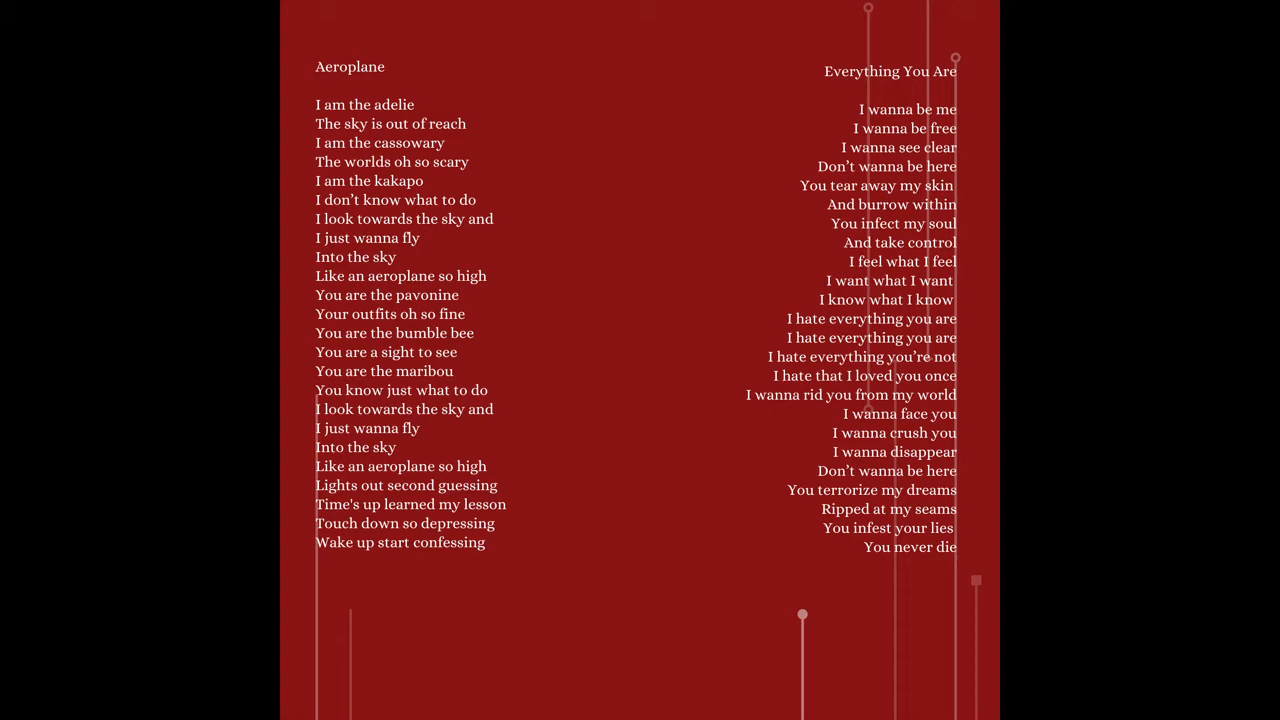 Aeroplane
I am the adelie
The sky is out of reach
I am the cassowary
The worlds oh so scary
I am the kakapo
I don’t know what to do
I look towards the sky and
I just wanna fly
Into the sky
Like an aeroplane so high
You are the pavonine
Your outfits oh so fine
You are the bumble bee
You are a sight to see
You are the maribou
You know just what to do
I look towards the sky and
I just wanna fly
Into the sky
Like an aeroplane so high
Lights out second guessing
Time's up learned my lesson
Touch down so depressing
Wake up start confessing
Everything You Are
I wanna be me
I wanna be free
I wanna see clear
Don’t wanna be here
You tear away my skin
And burrow within
You infect my soul
And take control
I feel what I feel
I want what I want
I know what I know
I hate everything you are
I hate everything you are
I hate everything you’re not
I hate that I loved you once
I wanna rid you from my world
I wanna face you
I wanna crush you
I wanna disappear
Don’t wanna be here
You terrorize my dreams
Ripped at my seams
You infest your lies
You never die